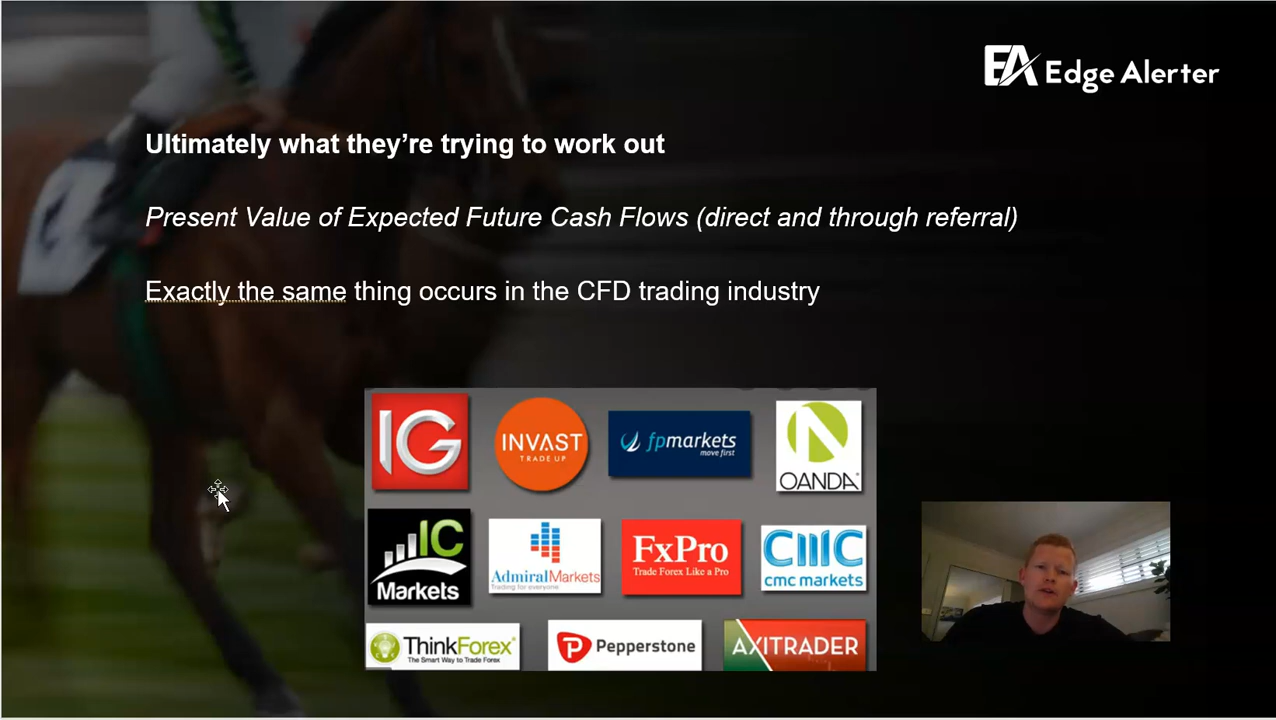 EA Edge Alerter
Ultimately what they’re trying to work out
Present Value of Expected Future Cash Flows (direct and through referral)
Exactly the same thing occurs in the CFD trading industry
IG
INVAST
TRADE UP
fpmarkets
move first
OANDA
IC
Markets
AdmiralMarkets
Trading for everyone
FxPro
Trade Forex Like a Pro
cmc
cmc markets
ThinkForex
The Smart Way to Trade Forex
Pepperstone
AXITRADER